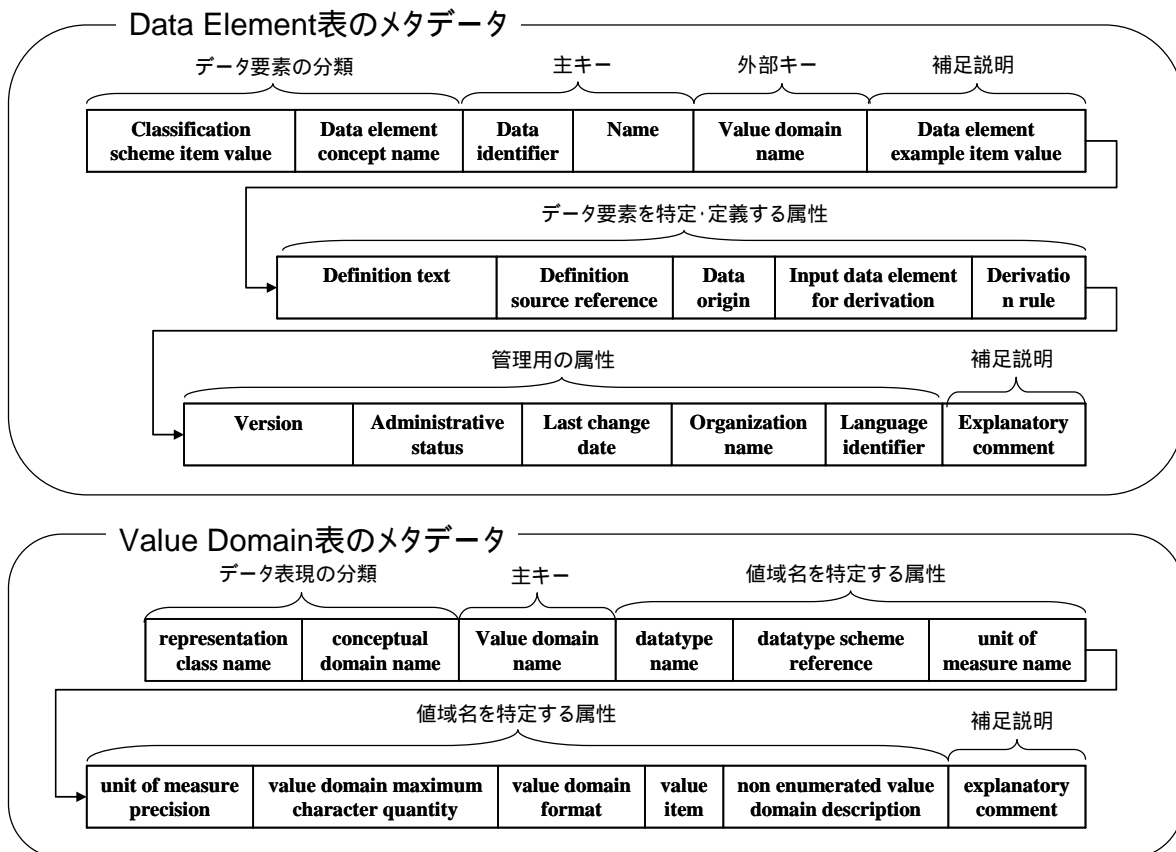 Data Element表のメタデータ
データ要素の分類
主キー
外部キー
補足説明
Classification
scheme item value
Data element
concept name
Data
identifier
Name
Value domain
name
Data element
example item value
データ要素を特定・定義する属性
Definition text
Definition
source reference
Data
origin
Input data element
for derivation
Derivatio
n rule
管理用の属性
補足説明
Version
Administrative
status
Last change
date
Organization
name
Language
identifier
Explanatory
comment
Value Domain表のメタデータ
データ表現の分類
主キー
値域名を特定する属性
representation
class name
conceptual
domain name
Value domain
name
datatype
name
datatype scheme
reference
unit of
measure name
値域名を特定する属性
補足説明
unit of measure
precision
value domain maximum
character quantity
value domain
format
value
item
non enumerated value
domain description
explanatory
comment